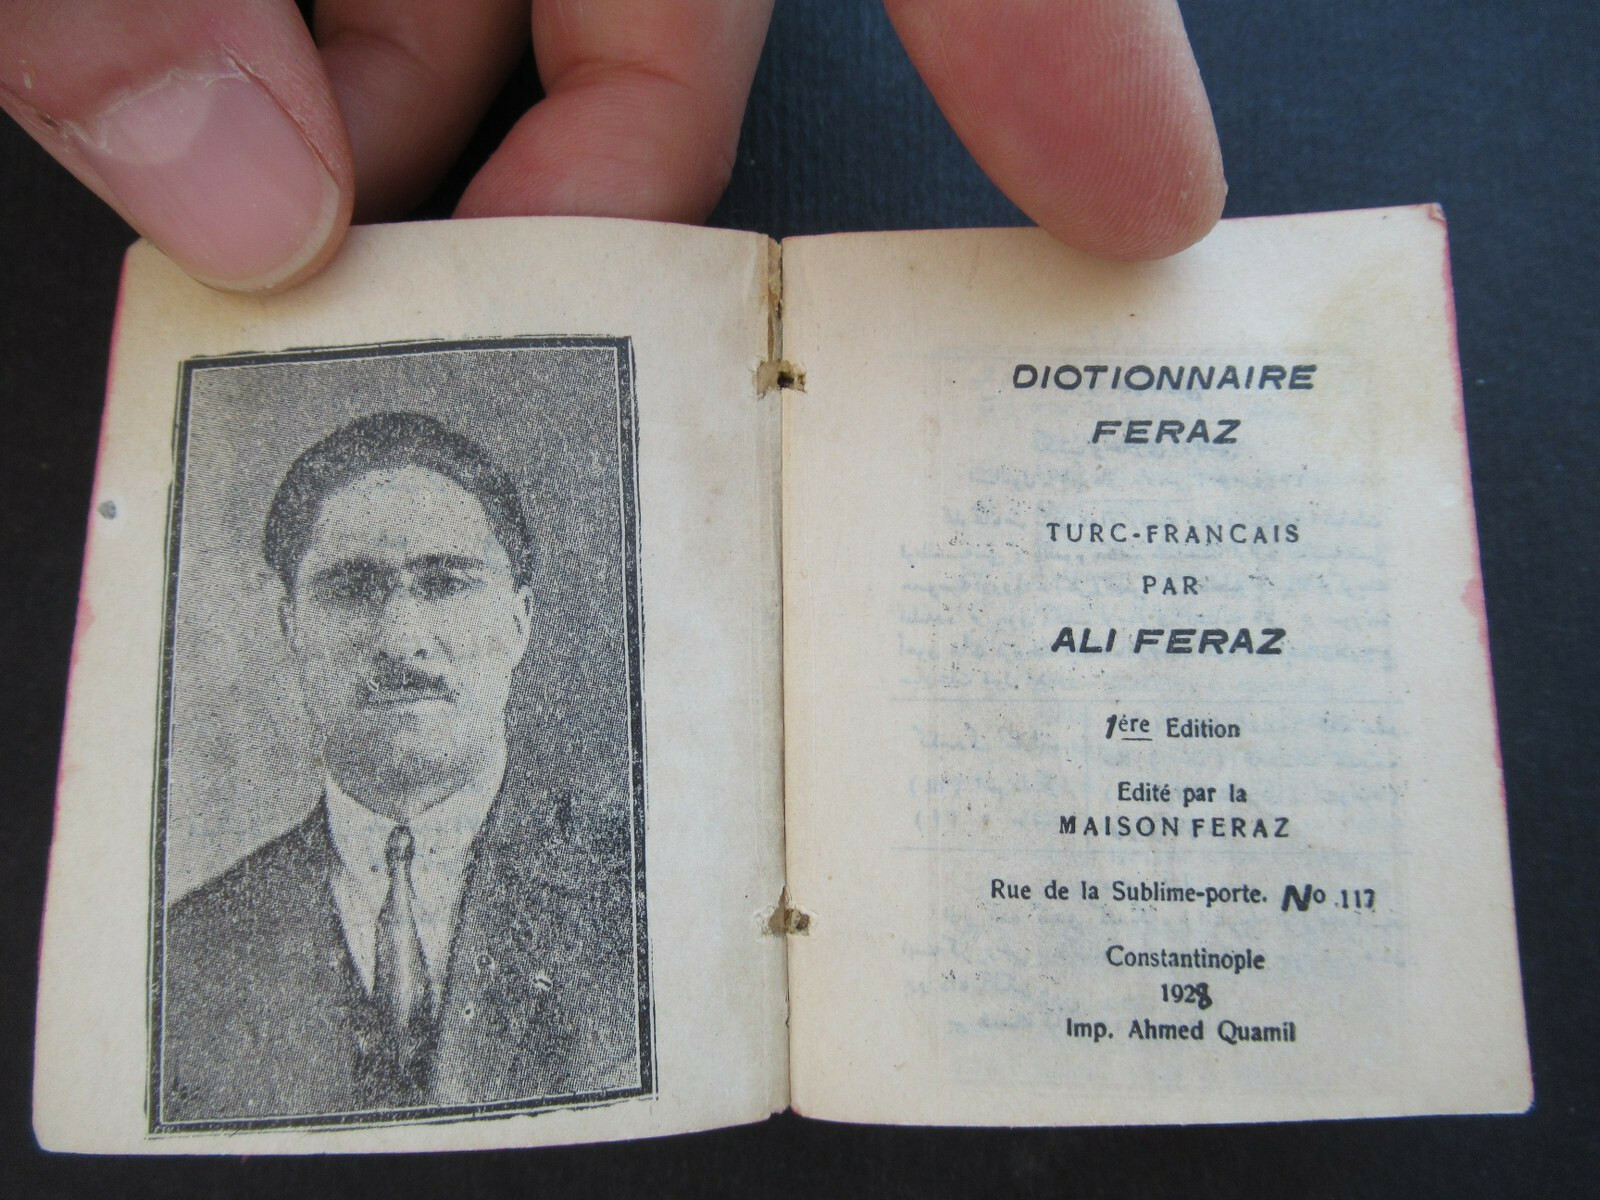 DIOTIONNAIRE
FERAZ
TURC-FRANCAIS
PAR
ALI FERAZ
1ére Edition
Edité par la
MAISON FERAZ
Rue de la Sublime-porte. No 117
Constantinople
1928
Imp. Ahmed Quamil